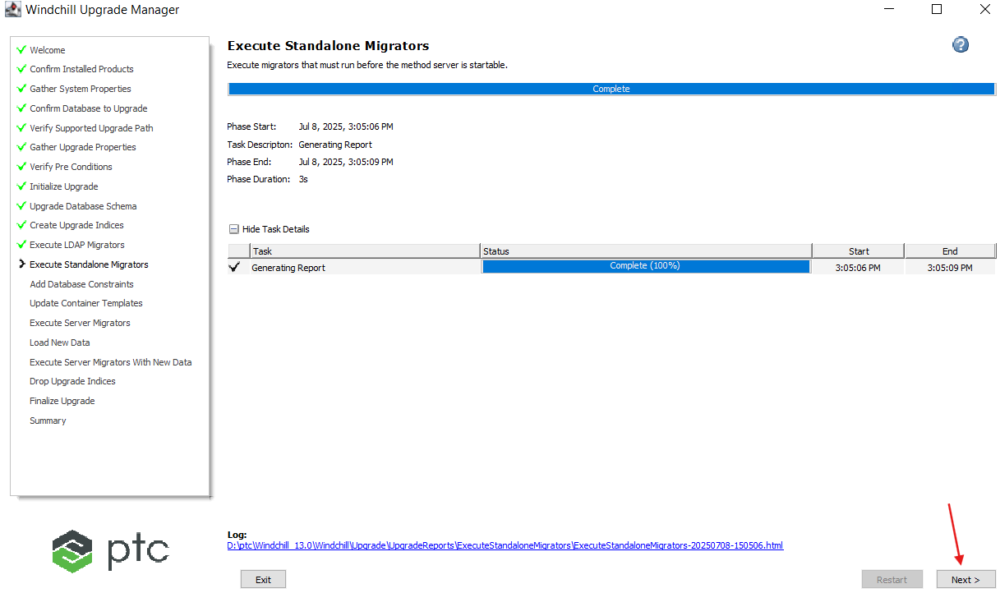 Windchill Upgrade Manager
Welcome
Confirm Installed Products
Gather System Properties
Confirm Database to Upgrade
Verify Supported Upgrade Path
Gather Upgrade Properties
Verify Pre Conditions
Initialize Upgrade
Upgrade Database Schema
Create Upgrade Indices
Execute LDAP Migrators
Execute Standalone Migrators
Add Database Constraints
Update Container Templates
Execute Server Migrators
Load New Data
Execute Server Migrators With New Data
Drop Upgrade Indices
Finalize Upgrade
Summary
ptc
Execute Standalone Migrators
?
Execute migrators that must run before the method server is startable.
Complete
Phase Start: Jul 8, 2025, 3:05:06 PM
Task Descripton: Generating Report
Phase End: Jul 8, 2025, 3:05:09 PM
Phase Duration: 3s
Hide Task Details
Task Status Start End
Generating Report Complete (100%) 3:05:06 PM 3:05:09 PM
Log:
D:\ptc\Windchill_13.0\Windchill\Upgrade\UpgradeReports\ExecuteStandaloneMigrators\ExecuteStandaloneMigrators-20250708-150506.html
Exit Restart Next >